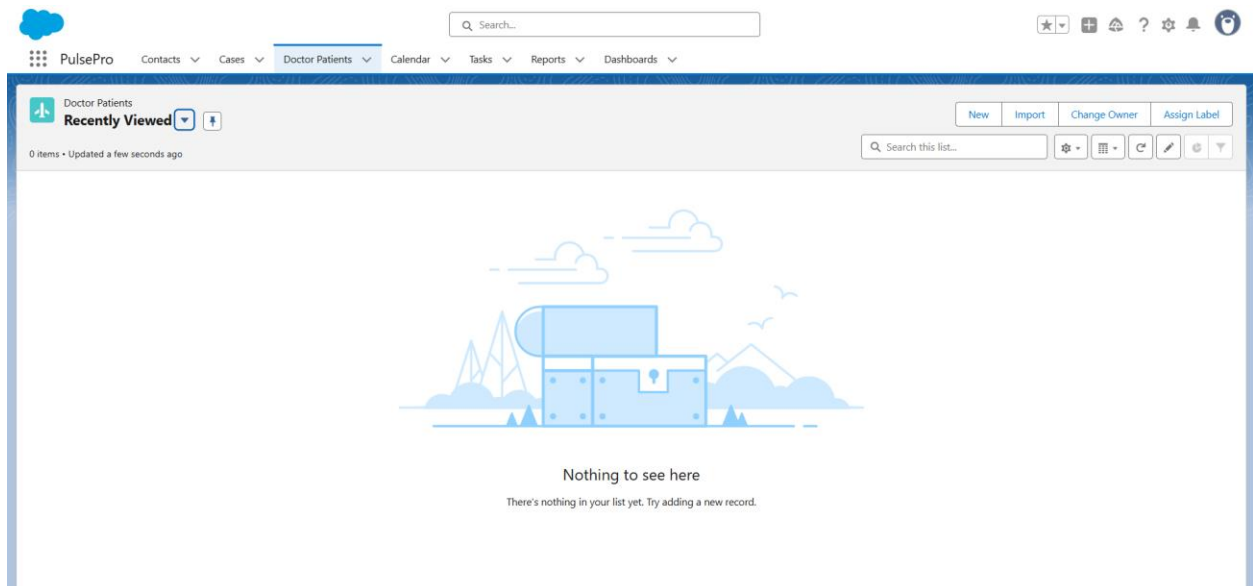 Search...
PulsePro Contacts Cases Doctor Patients Calendar Tasks Reports Dashboards
Doctor Patients
Recently Viewed
New Import Change Owner Assign Label
0 items • Updated a few seconds ago
Search this list...
Nothing to see here
There's nothing in your list yet. Try adding a new record.